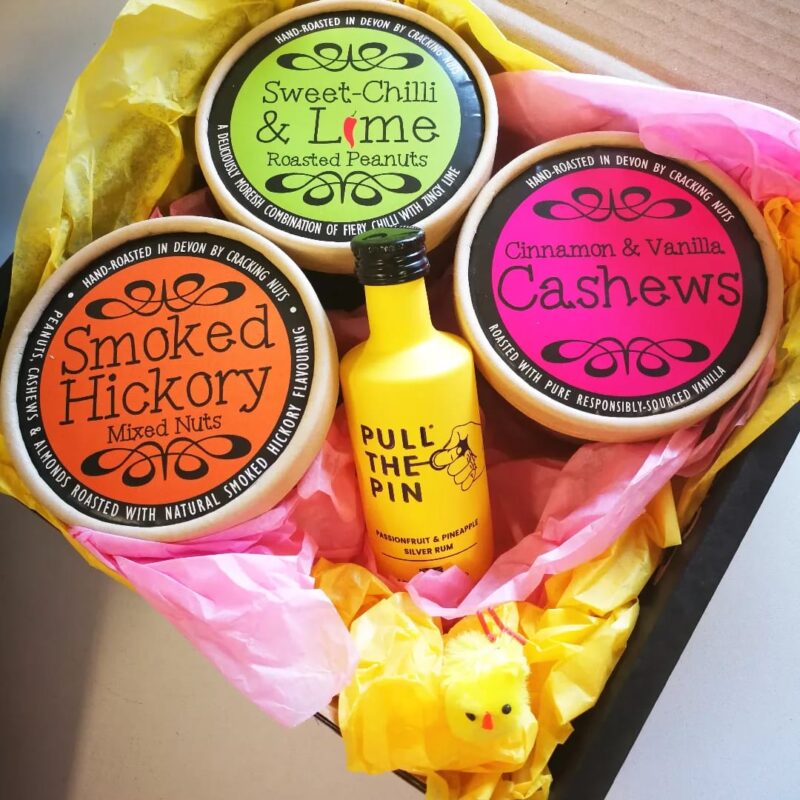 HAND-ROASTED IN DEVON BY CRACKING NUTS
Sweet-Chilli
& Lime
Roasted Peanuts
A DELICIOUSLY MOREISH COMBINATION OF FIERY CHILLI WITH ZINGY LIME
HAND-ROASTED IN DEVON BY CRACKING NUTS
Cinnamon & Vanilla
Cashews
ROASTED WITH PURE RESPONSIBLY-SOURCED VANILLA
• HAND-ROASTED IN DEVON BY CRACKING NUTS •
Smoked
Hickory
Mixed Nuts
PEANUTS, CASHEWS & ALMONDS ROASTED WITH NATURAL SMOKED HICKORY FLAVOURING
PULL®
THE
PIN
PASSIONFRUIT & PINEAPPLE
SILVER RUM